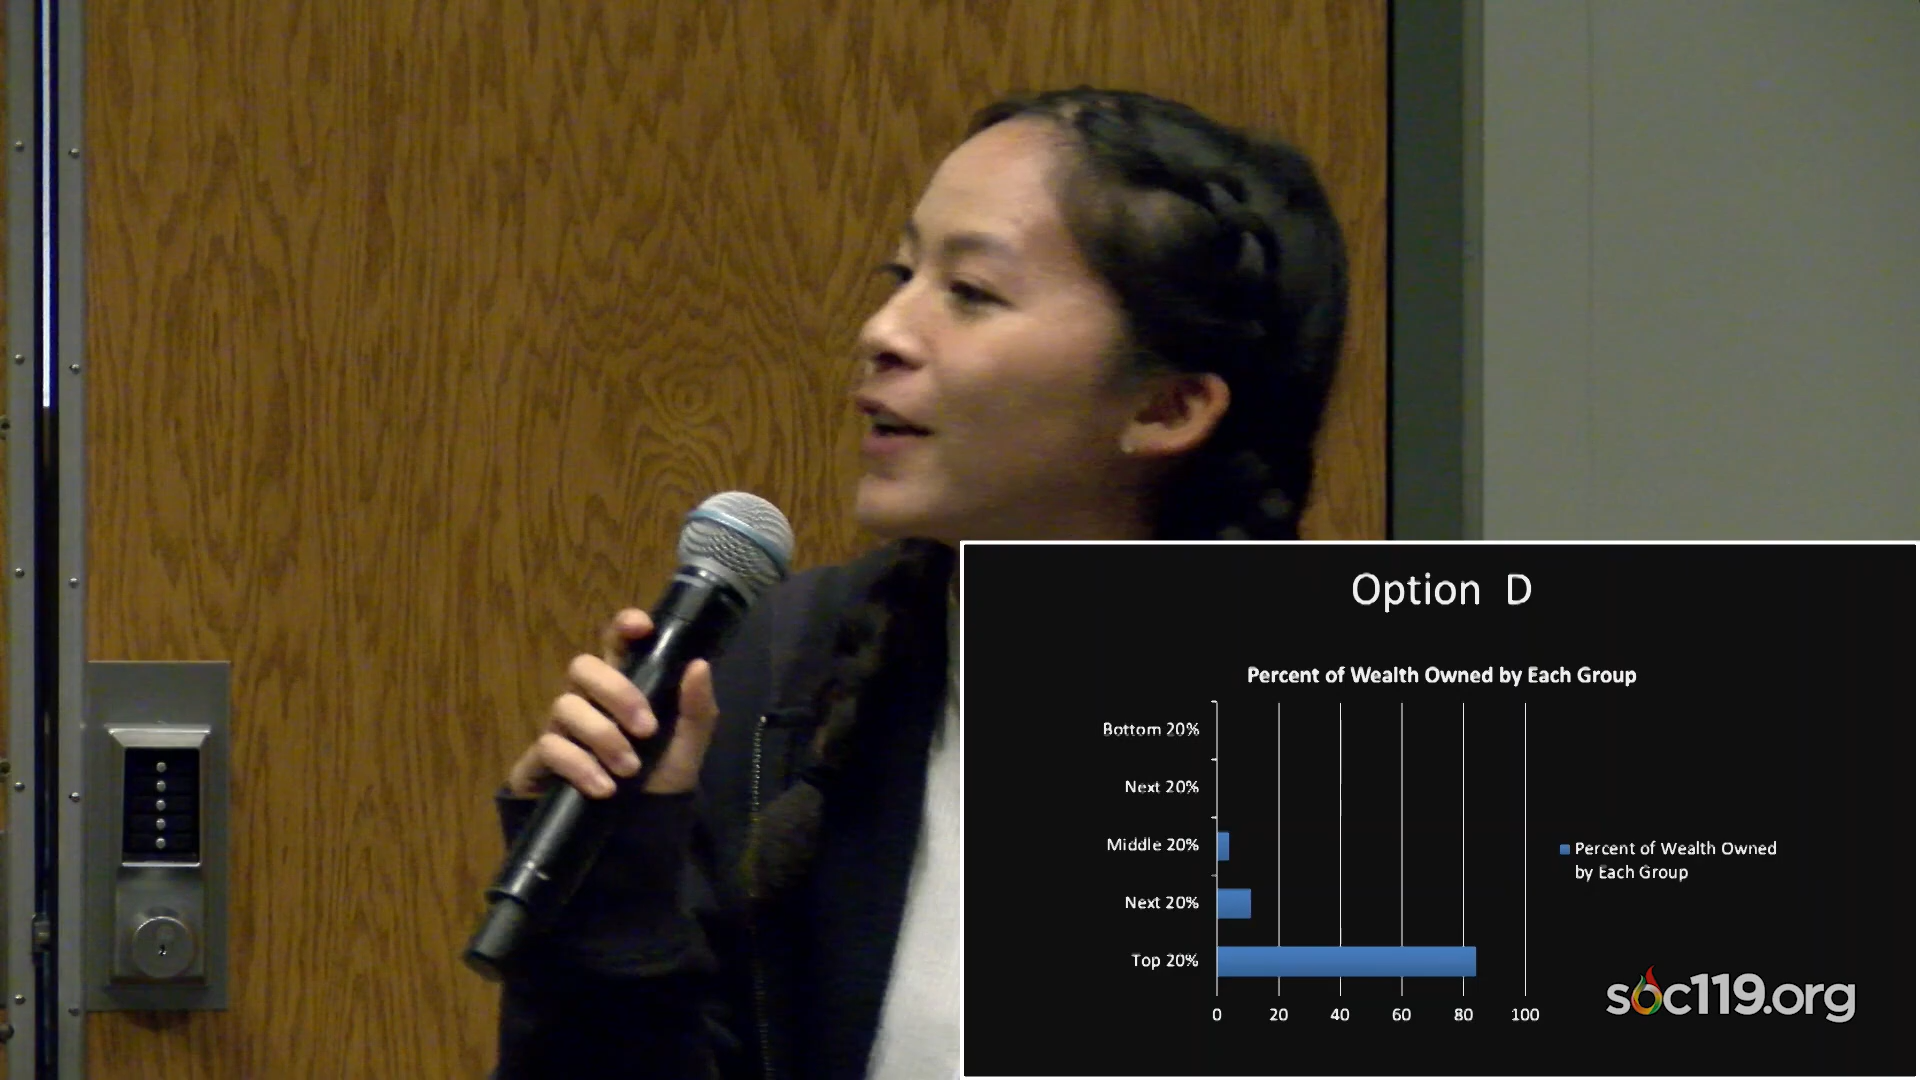 Option D
Percent of Wealth Owned by Each Group
Bottom 20%
Next 20%
Middle 20%
Next 20%
Top 20%
0 20 40 60 80 100
Percent of Wealth Owned
by Each Group
soc119.org